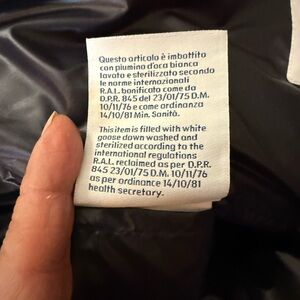 Questo articolo è imbottito
con piumino d'oca bianca
lavato e sterilizzato secondo
le norme internazionali
R.A.L. bonificato come da
D.P.R. 845 del 23/01/75 D.M.
10/11/76 e come ordinanza
14/10/81 Min. Sanità.
This item is filled with white
goose down washed and
sterilized according to the
international regulations
R.A.L. reclaimed as per D.P.R.
845 23/01/75 D.M. 10/11/76
as per ordinance 14/10/81
health secretary.